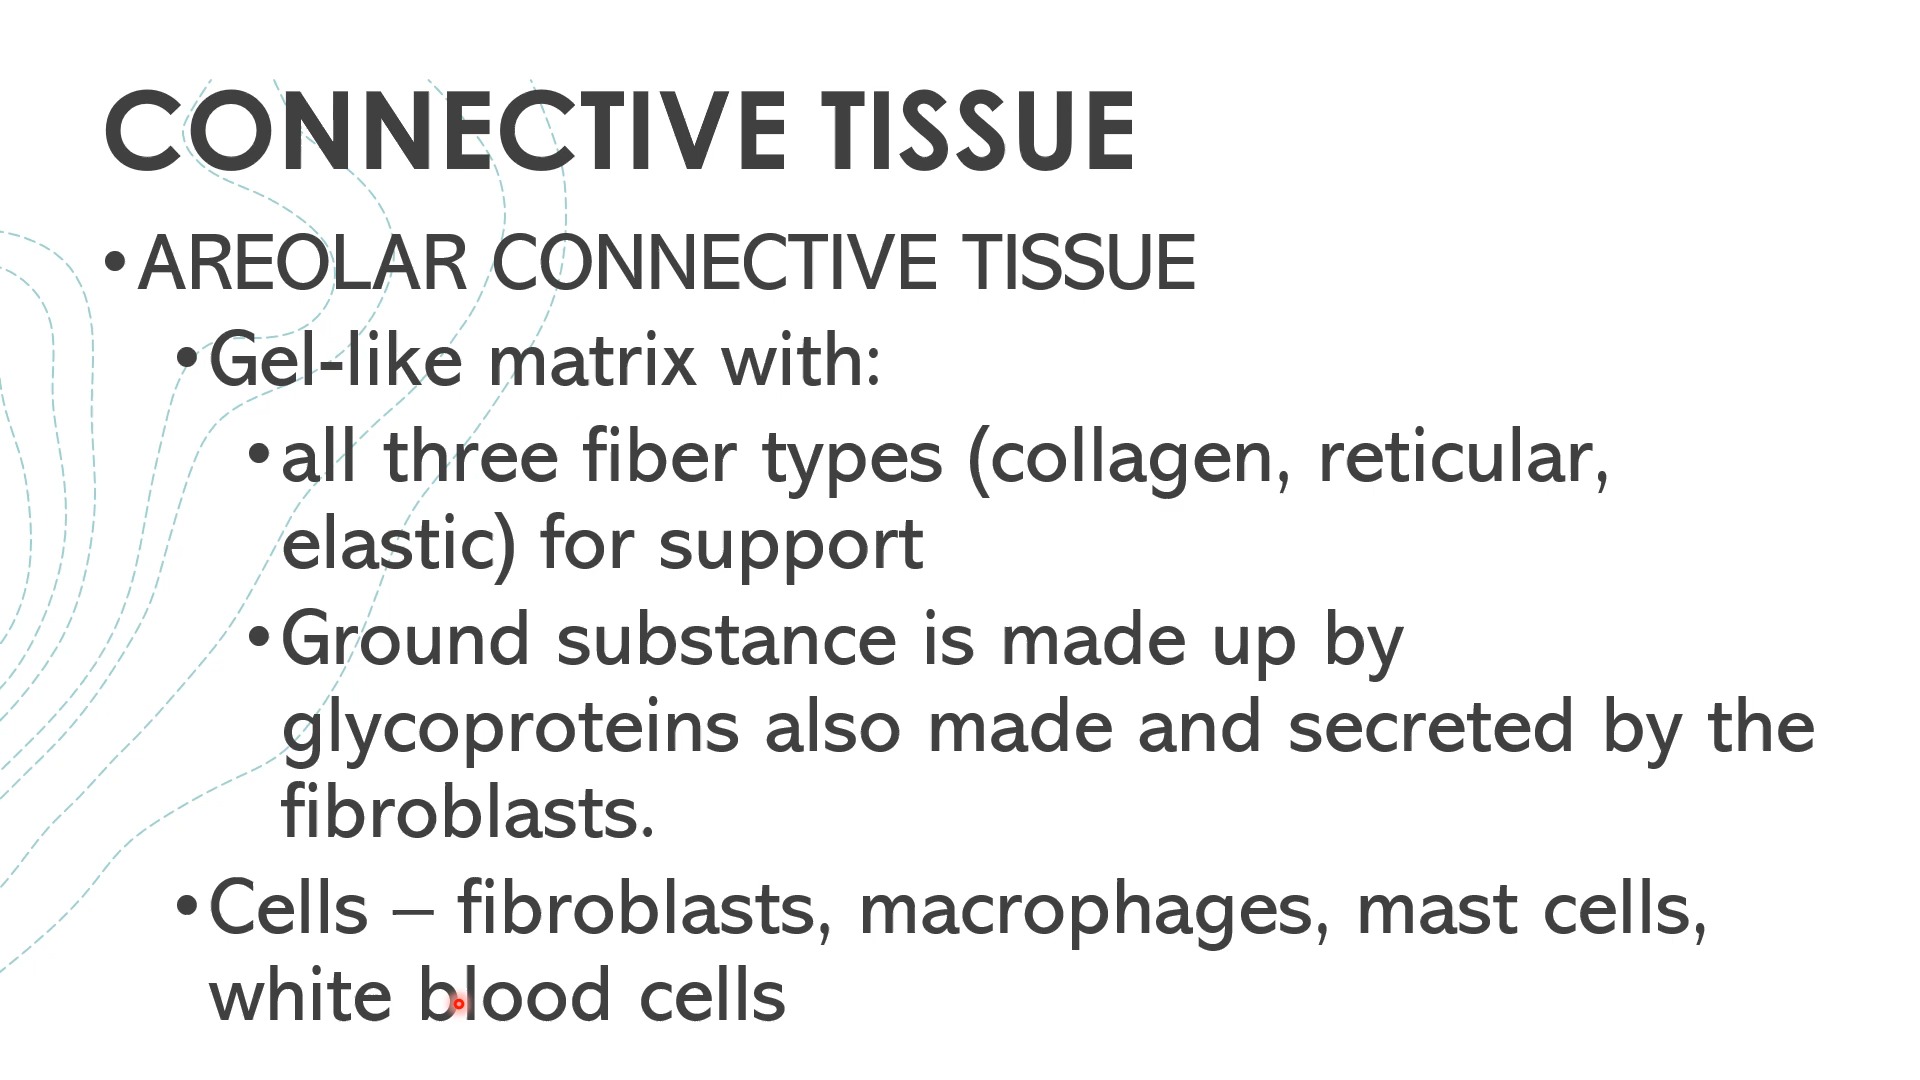 CONNECTIVE TISSUE
• AREOLAR CONNECTIVE TISSUE
• Gel-like matrix with:
• all three fiber types (collagen, reticular,
elastic) for support
• Ground substance is made up by
glycoproteins also made and secreted by the
fibroblasts.
• Cells – fibroblasts, macrophages, mast cells,
white blood cells